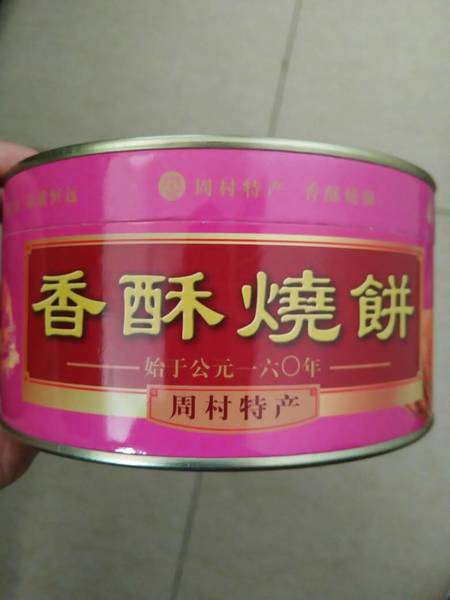 周村特产 香酥烧饼
香酥燒餅
始于公元一六〇年
周村特产